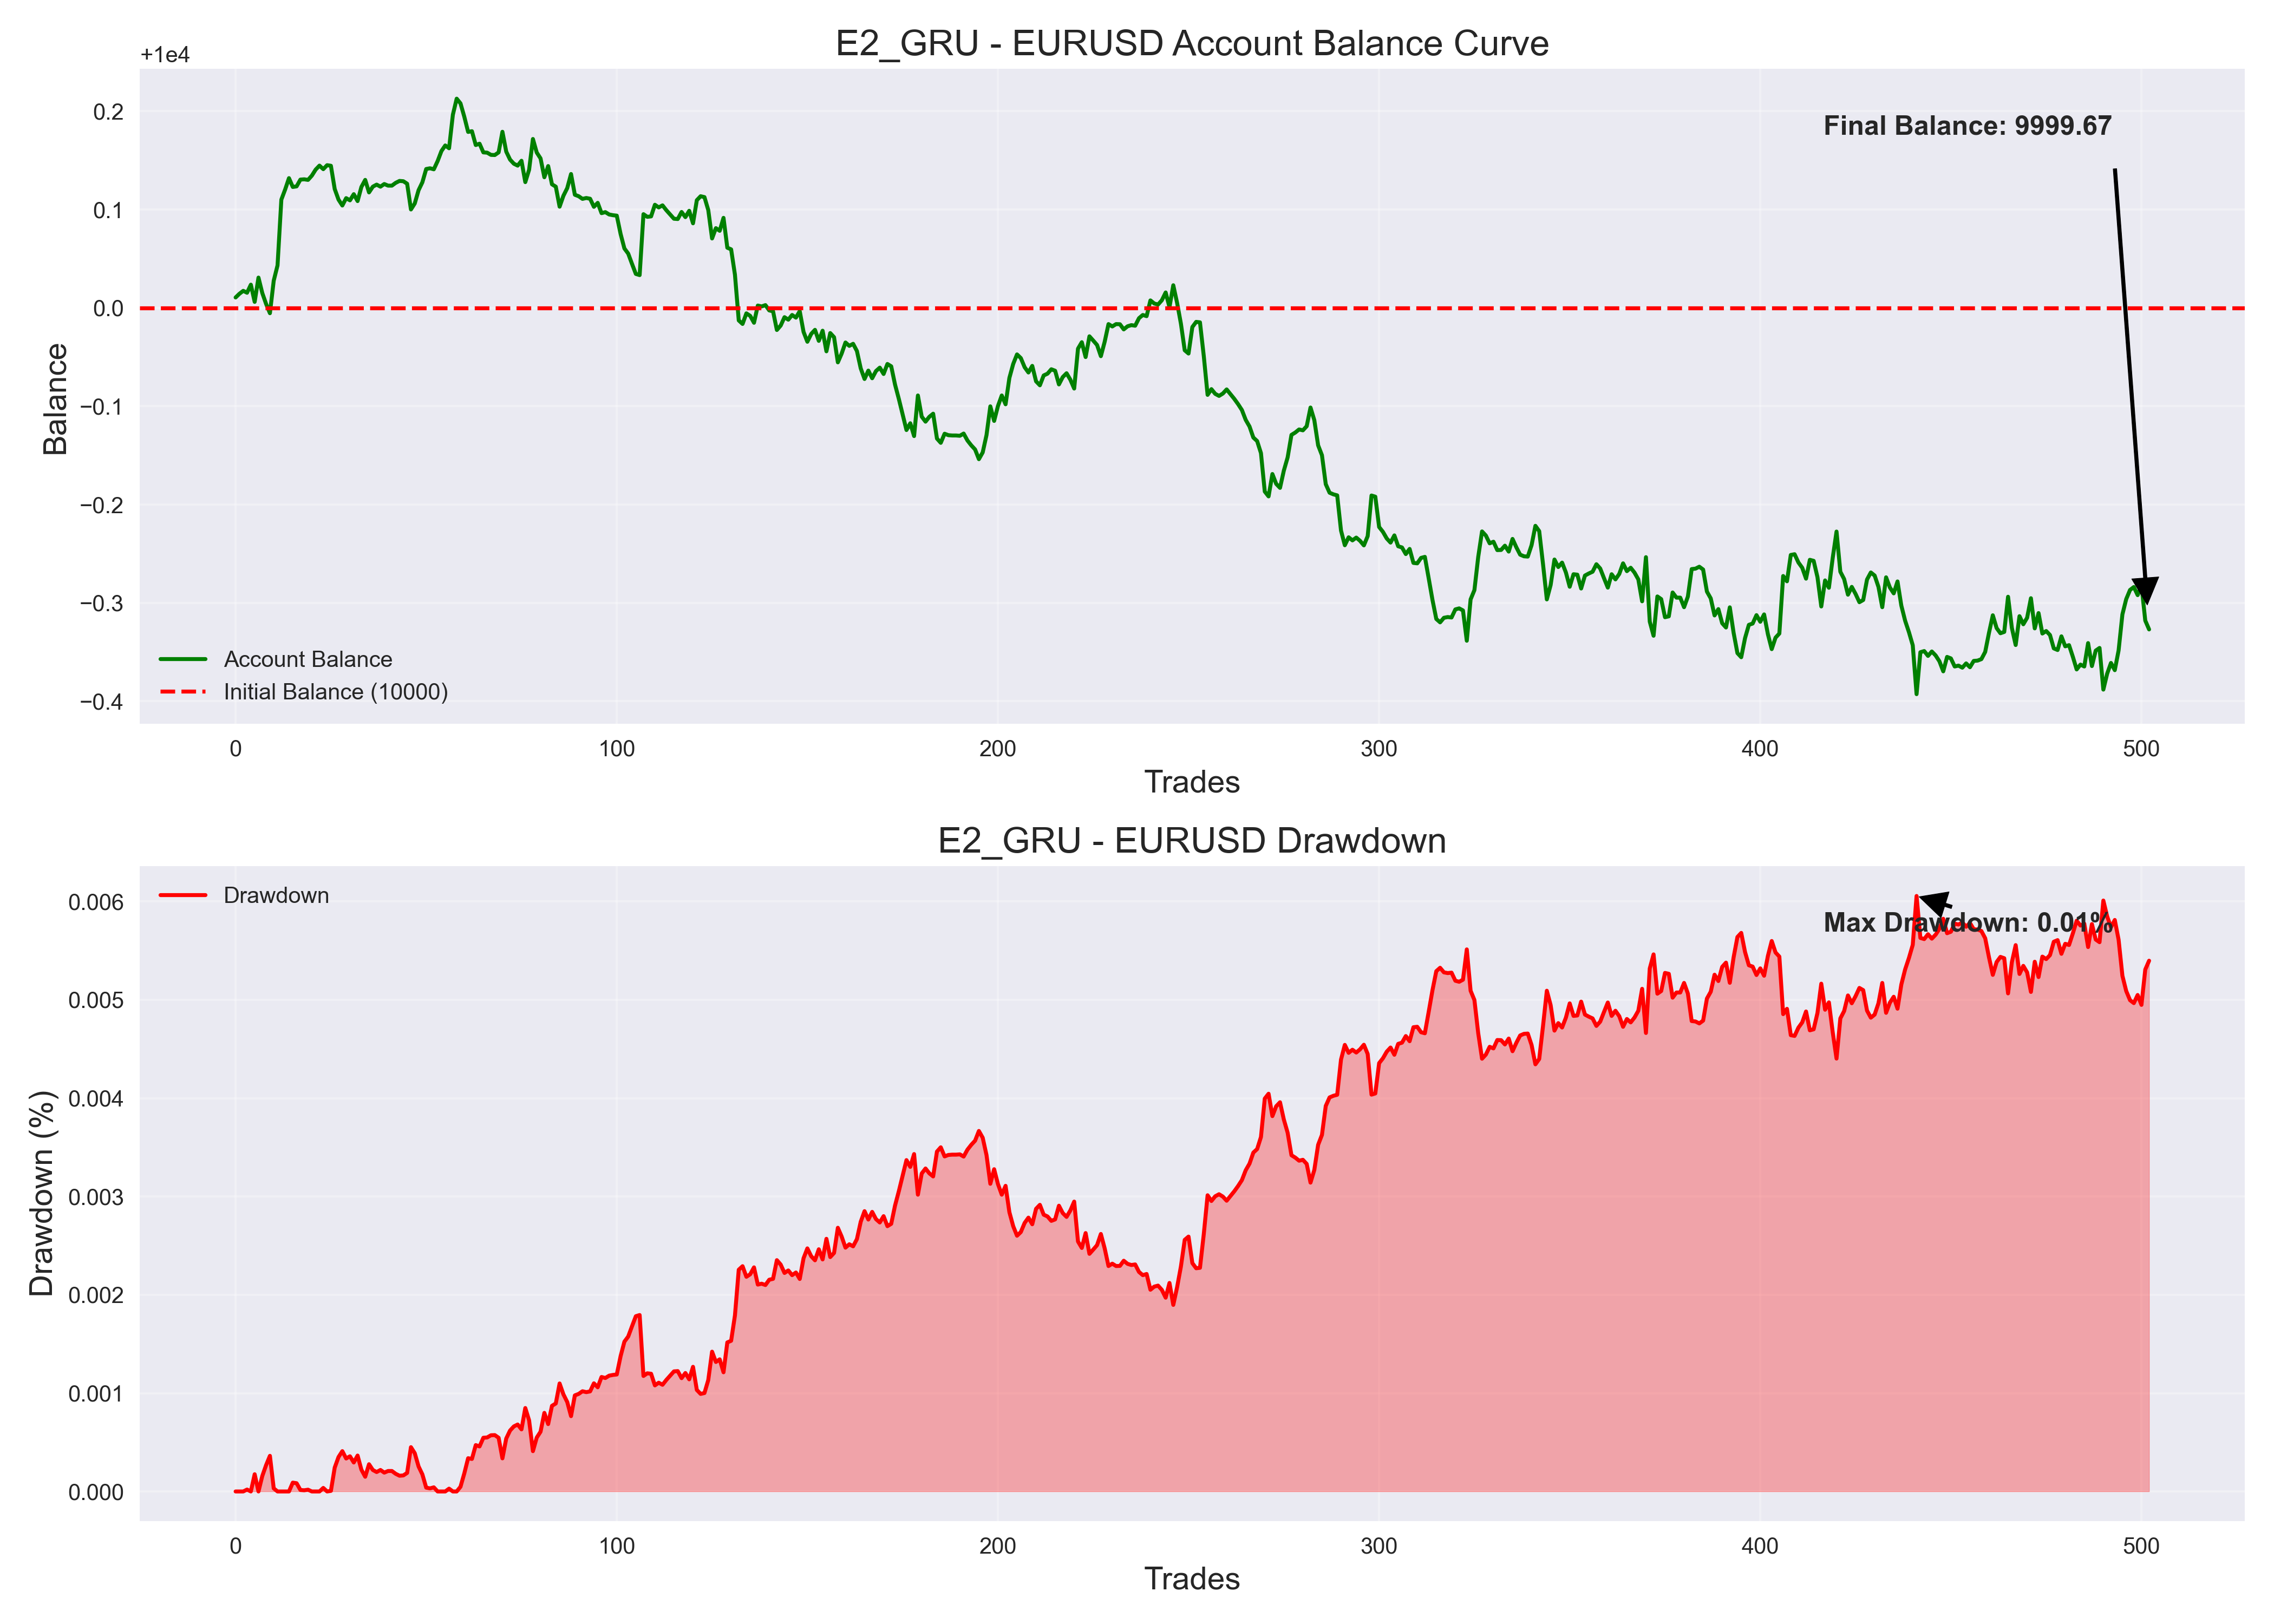 E2_GRU - EURUSD Account Balance Curve
+1e4
0.2
0.1
0.0
−0.1
−0.2
−0.3
−0.4
Balance
Final Balance: 9999.67
Account Balance
Initial Balance (10000)
0 100 200 300 400 500
Trades
E2_GRU - EURUSD Drawdown
0.006
0.005
0.004
0.003
0.002
0.001
0.000
Drawdown (%)
Drawdown
Max Drawdown: 0.01%
0 100 200 300 400 500
Trades